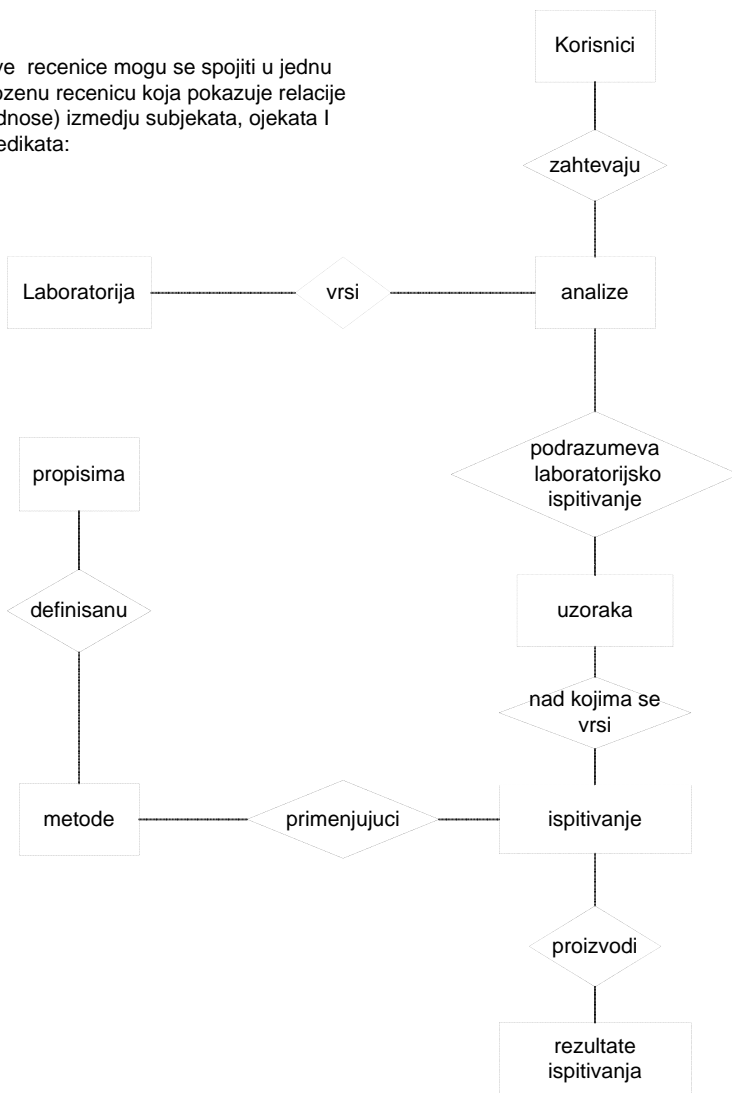 ve recenice mogu se spojiti u jednu
ozenu recenicu koja pokazuje relacije
dnose) izmedju subjekata, ojekata I
edikata:
Korisnici
zahtevaju
Laboratorija
vrsi
analize
podrazumeva
laboratorijsko
ispitivanje
propisima
definisanu
uzoraka
nad kojima se
vrsi
metode
primenjujuci
ispitivanje
proizvodi
rezultate
ispitivanja